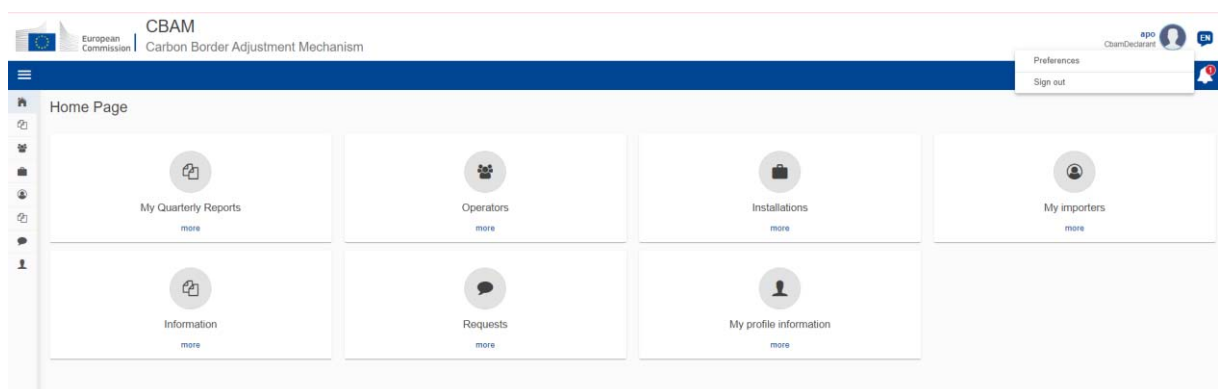 European
Commission
CBAM
Carbon Border Adjustment Mechanism
apo
CbamDeclarant
EN
Preferences
Sign out
1
Home Page
My Quarterly Reports
more
Operators
more
Installations
more
My importers
more
Information
more
Requests
more
My profile information
more